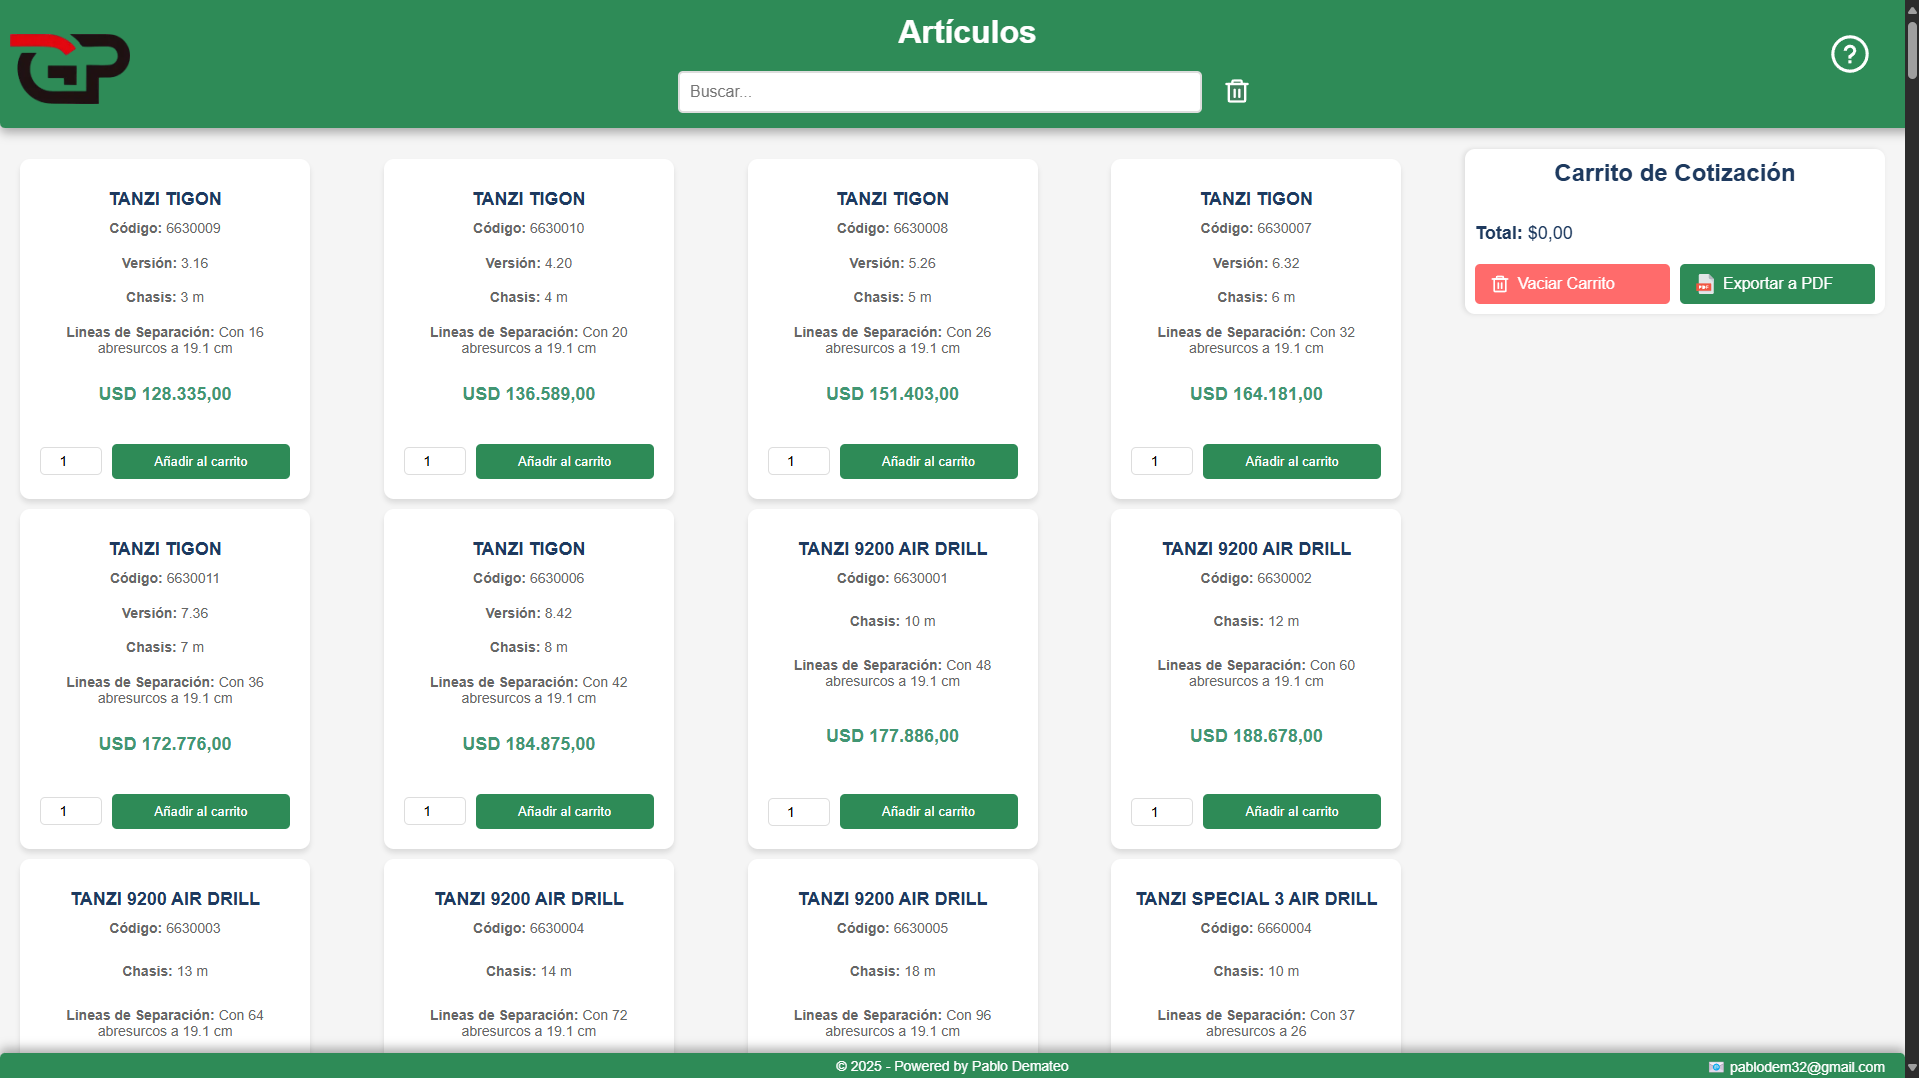 Artículos
GP
?
Buscar...
TANZI TIGON
Código: 6630009
Versión: 3.16
Chasis: 3 m
Lineas de Separación: Con 16
abresurcos a 19.1 cm
USD 128.335,00
1
Añadir al carrito
TANZI TIGON
Código: 6630010
Versión: 4.20
Chasis: 4 m
Lineas de Separación: Con 20
abresurcos a 19.1 cm
USD 136.589,00
1
Añadir al carrito
TANZI TIGON
Código: 6630008
Versión: 5.26
Chasis: 5 m
Lineas de Separación: Con 26
abresurcos a 19.1 cm
USD 151.403,00
1
Añadir al carrito
TANZI TIGON
Código: 6630007
Versión: 6.32
Chasis: 6 m
Lineas de Separación: Con 32
abresurcos a 19.1 cm
USD 164.181,00
1
Añadir al carrito
Carrito de Cotización
Total: $0,00
Vaciar Carrito
PDF
Exportar a PDF
TANZI TIGON
Código: 6630011
Versión: 7.36
Chasis: 7 m
Lineas de Separación: Con 36
abresurcos a 19.1 cm
USD 172.776,00
1
Añadir al carrito
TANZI TIGON
Código: 6630006
Versión: 8.42
Chasis: 8 m
Lineas de Separación: Con 42
abresurcos a 19.1 cm
USD 184.875,00
1
Añadir al carrito
TANZI 9200 AIR DRILL
Código: 6630001
Chasis: 10 m
Lineas de Separación: Con 48
abresurcos a 19.1 cm
USD 177.886,00
1
Añadir al carrito
TANZI 9200 AIR DRILL
Código: 6630002
Chasis: 12 m
Lineas de Separación: Con 60
abresurcos a 19.1 cm
USD 188.678,00
1
Añadir al carrito
TANZI 9200 AIR DRILL
Código: 6630003
Chasis: 13 m
Lineas de Separación: Con 64
abresurcos a 19.1 cm
TANZI 9200 AIR DRILL
Código: 6630004
Chasis: 14 m
Lineas de Separación: Con 72
abresurcos a 19.1 cm
TANZI 9200 AIR DRILL
Código: 6630005
Chasis: 18 m
Lineas de Separación: Con 96
abresurcos a 19.1 cm
TANZI SPECIAL 3 AIR DRILL
Código: 6660004
Chasis: 10 m
Lineas de Separación: Con 37
abresurcos a 26
© 2025 - Powered by Pablo Demateo
pablodem32@gmail.com